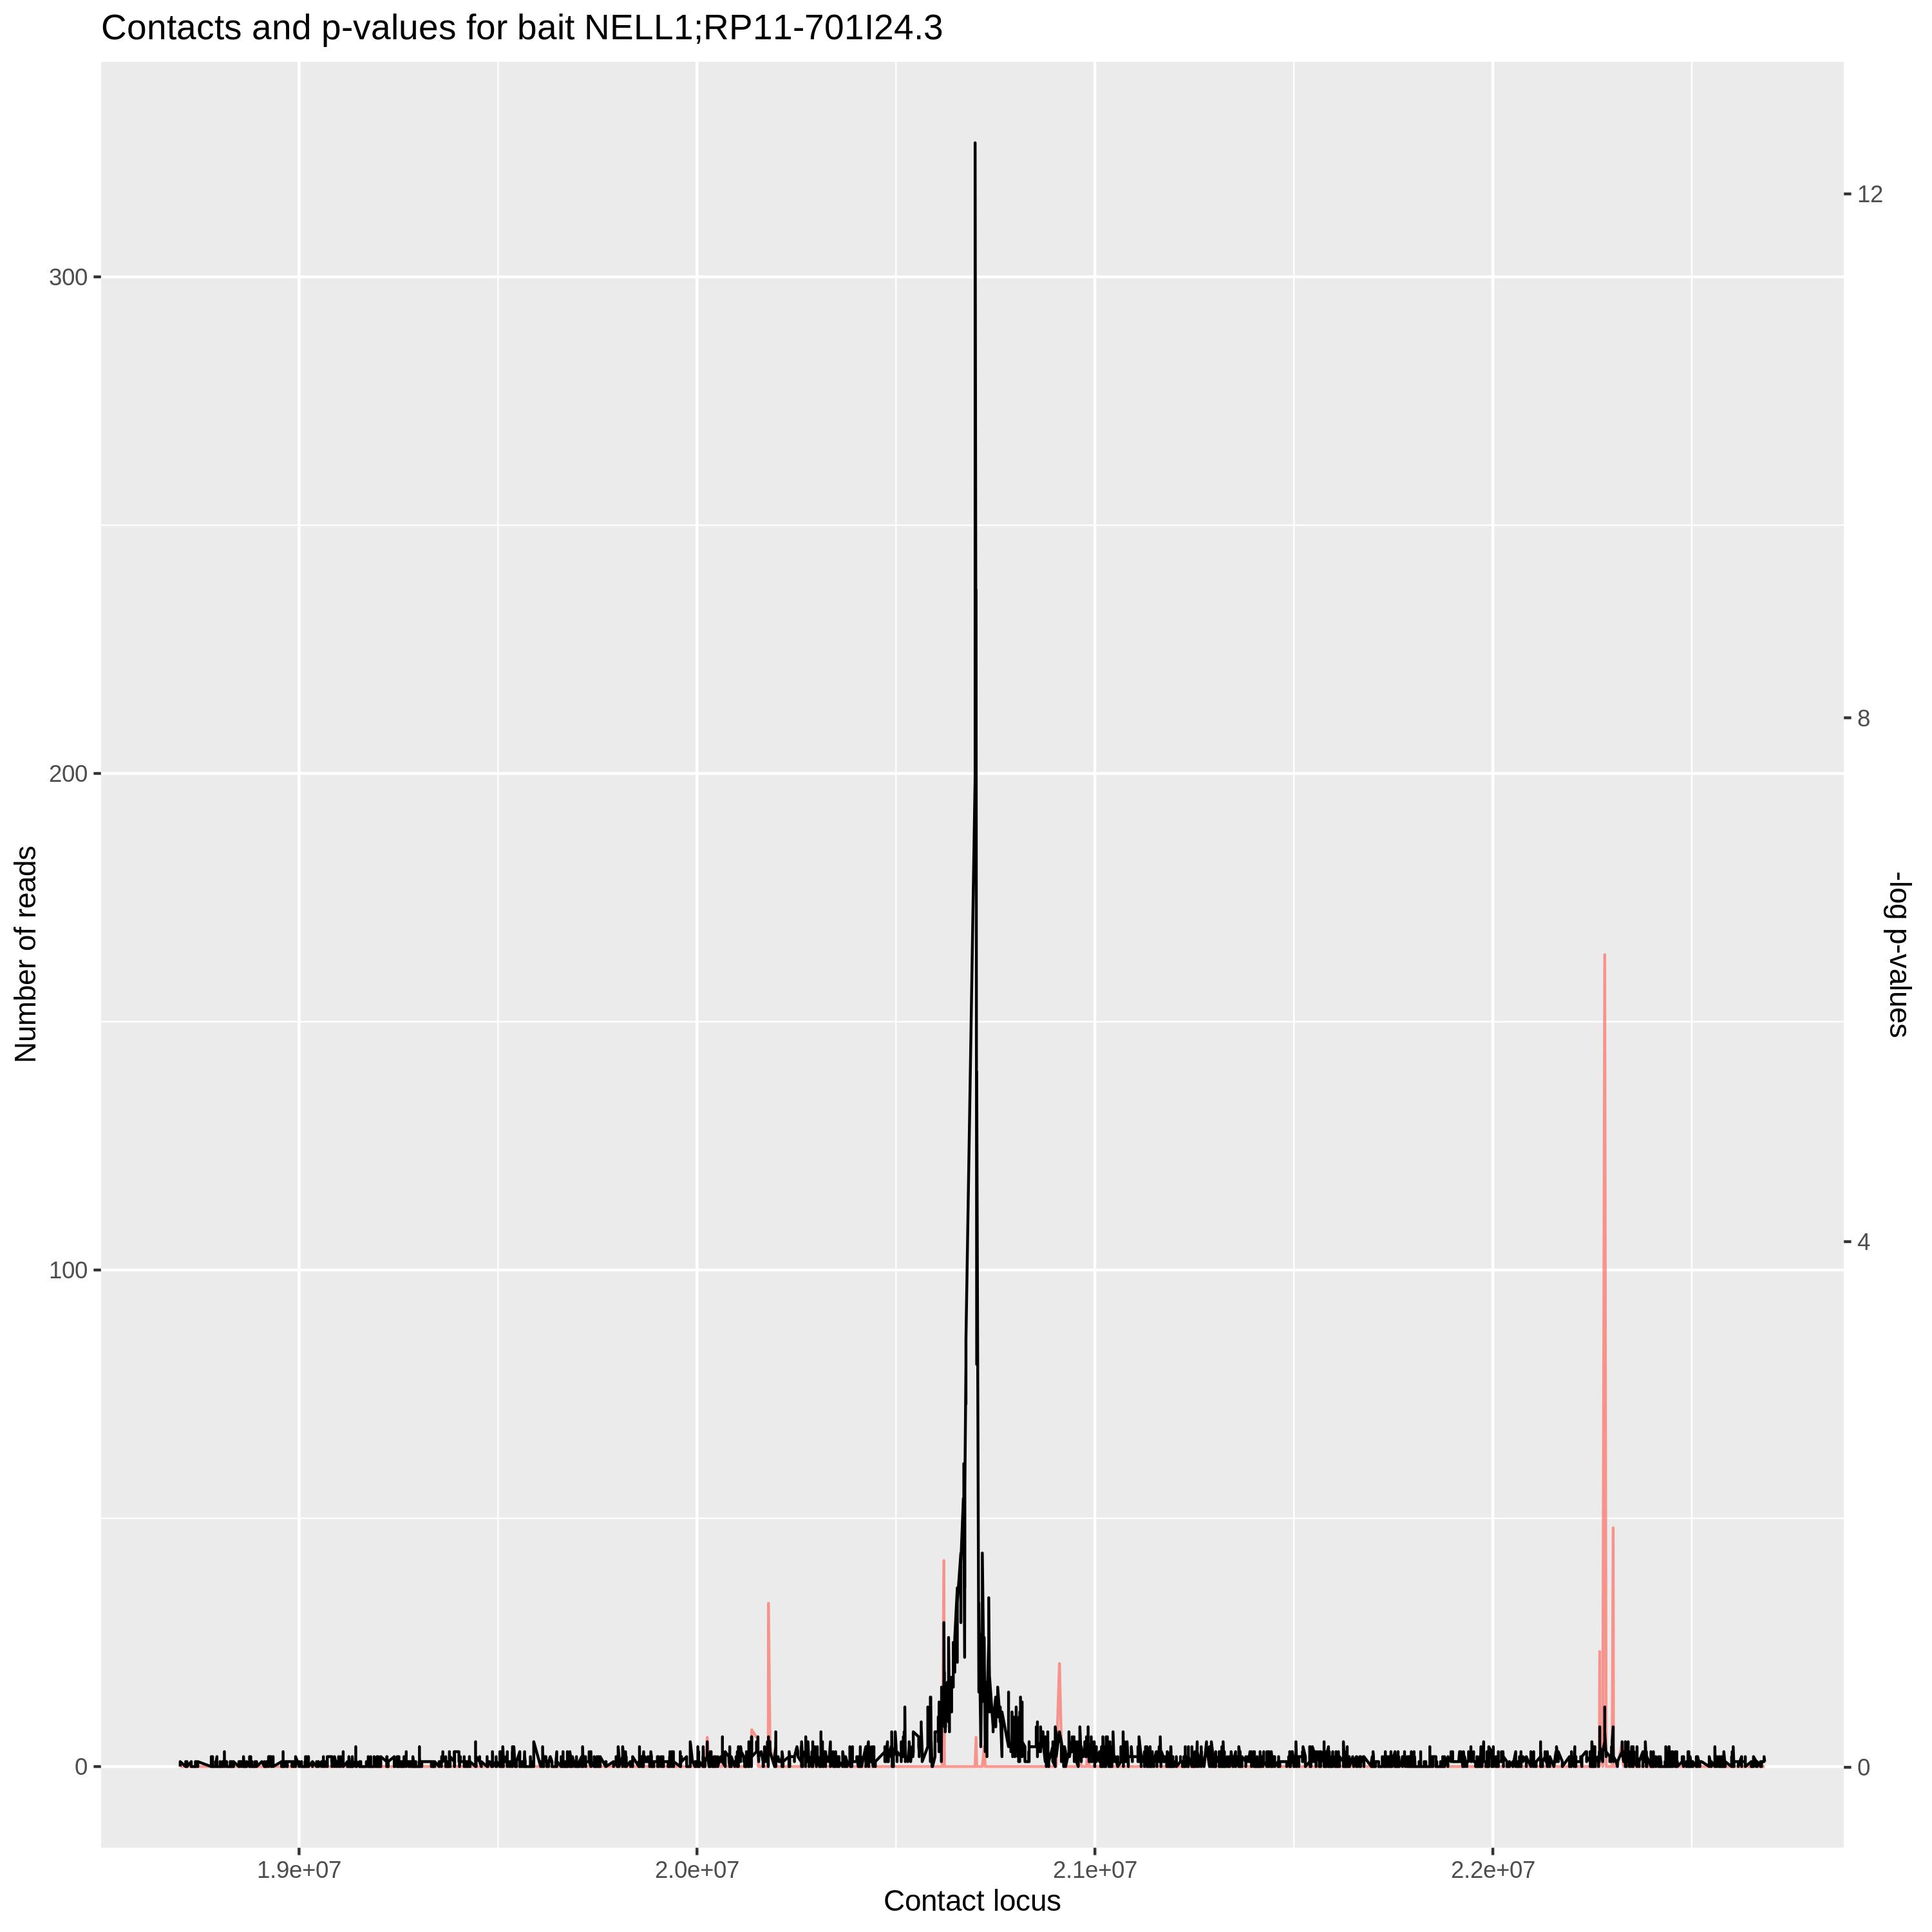 Contacts and p-values for bait NELL1;RP11-701I24.3
300
200
100
0
12
8
4
0
Number of reads
-log p-values
1.9e+07
2.0e+07
2.1e+07
2.2e+07
Contact locus